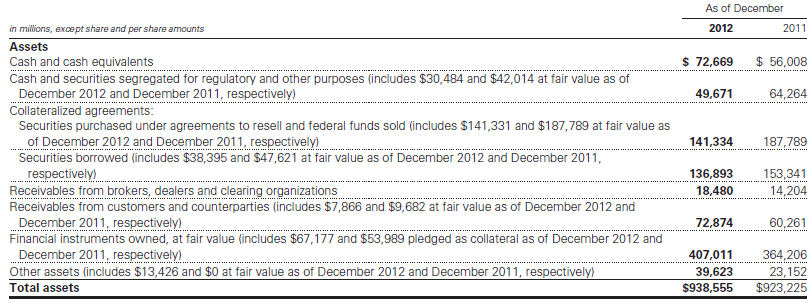 As of December
in millions, except share and per share amounts 2012 2011
Assets
Cash and cash equivalents $ 72,669 $ 56,008
Cash and securities segregated for regulatory and other purposes (includes $30,484 and $42,014 at fair value as of
December 2012 and December 2011, respectively) 49,671 64,264
Collateralized agreements:
Securities purchased under agreements to resell and federal funds sold (includes $141,331 and $187,789 at fair value as
of December 2012 and December 2011, respectively) 141,334 187,789
Securities borrowed (includes $38,395 and $47,621 at fair value as of December 2012 and December 2011,
respectively) 136,893 153,341
Receivables from brokers, dealers and clearing organizations 18,480 14,204
Receivables from customers and counterparties (includes $7,866 and $9,682 at fair value as of December 2012 and
December 2011, respectively) 72,874 60,261
Financial instruments owned, at fair value (includes $67,177 and $53,989 pledged as collateral as of December 2012 and
December 2011, respectively) 407,011 364,206
Other assets (includes $13,426 and $0 at fair value as of December 2012 and December 2011, respectively) 39,623 23,152
Total assets $938,555 $923,225